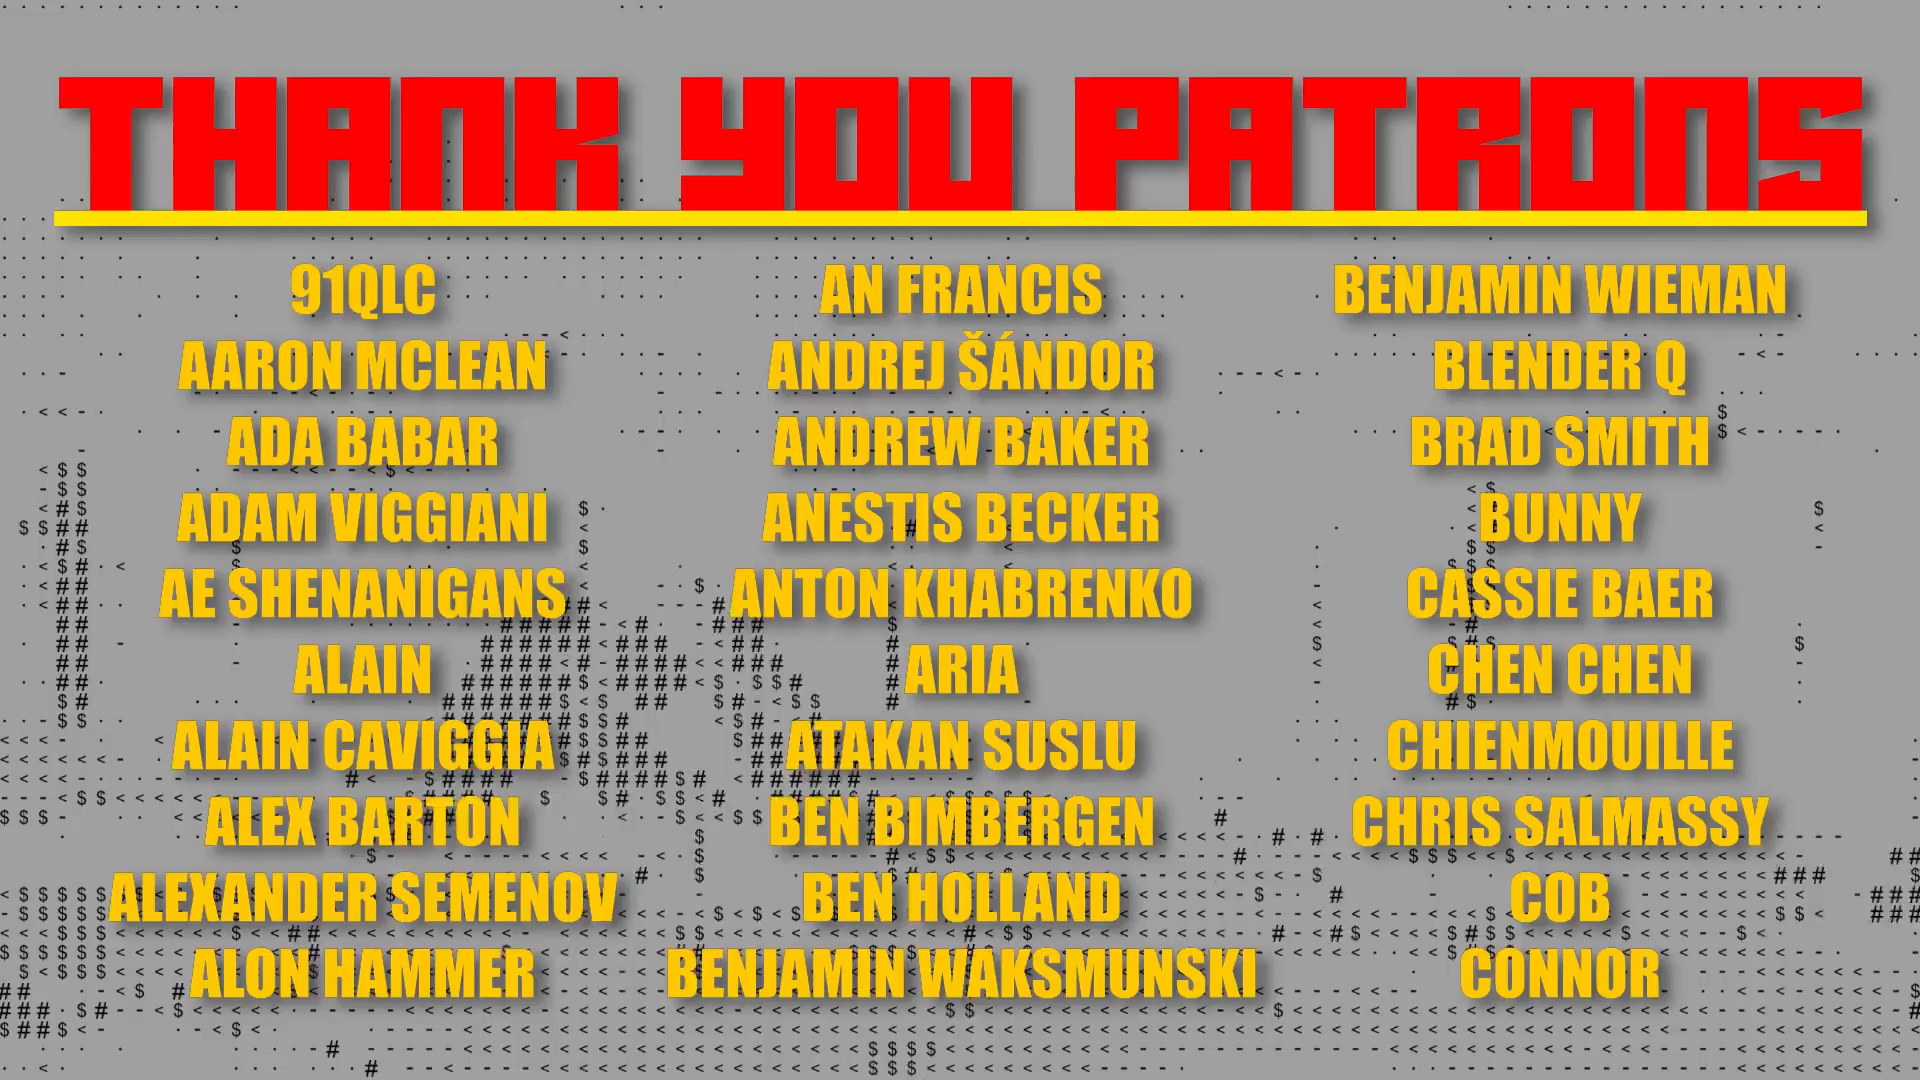 THANK YOU PATRONS
91QLC
AARON MCLEAN
ADA BABAR
ADAM VIGGIANI
AE SHENANIGANS
ALAIN
ALAIN CAVIGGIA
ALEX BARTON
ALEXANDER SEMENOV
ALON HAMMER
AN FRANCIS
ANDREJ ŠÁNDOR
ANDREW BAKER
ANESTIS BECKER
ANTON KHABRENKO
ARIA
ATAKAN SUSLU
BEN BIMBERGEN
BEN HOLLAND
BENJAMIN WAKSMUNSKI
BENJAMIN WIEMAN
BLENDER Q
BRAD SMITH
BUNNY
CASSIE BAER
CHEN CHEN
CHIENMOUILLE
CHRIS SALMASSY
COB
CONNOR